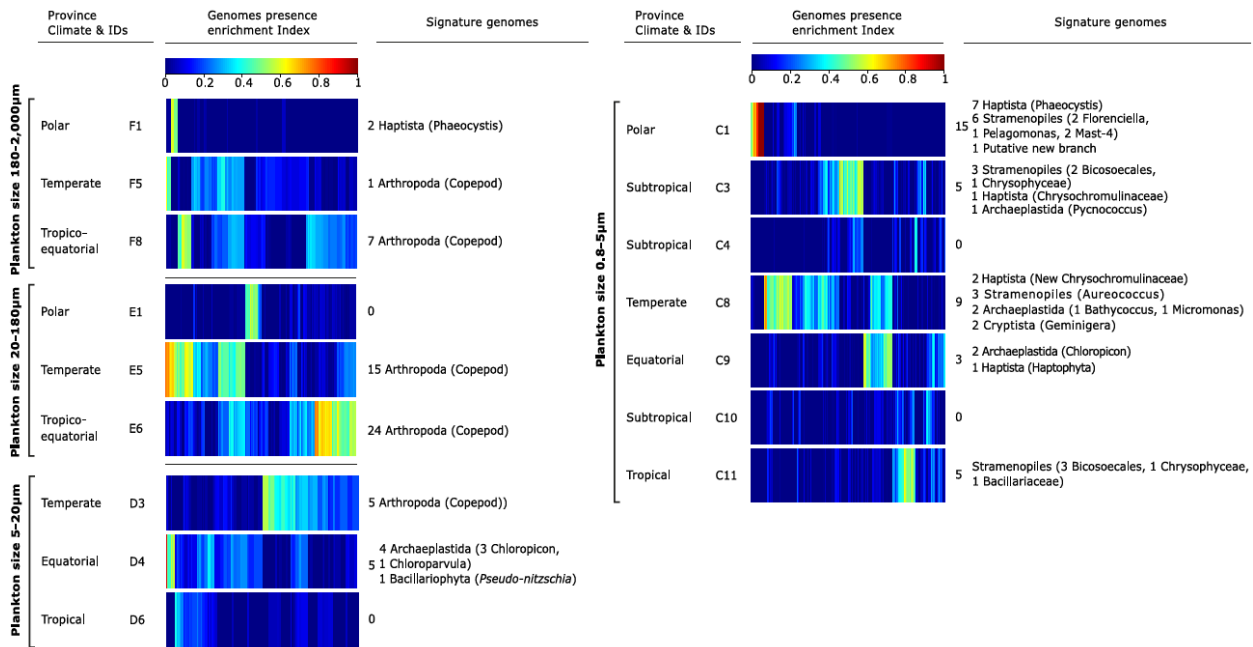 Province
Climate & IDs
Genomes presence
enrichment Index
Signature genomes
0 0.2 0.4 0.6 0.8 1
Plankton size 180–2,000µm
Polar F1 2 Haptista (Phaeocystis)
Temperate F5 1 Arthropoda (Copepod)
Tropico-
equatorial F8 7 Arthropoda (Copepod)
Plankton size 20–180µm
Polar E1 0
Temperate E5 15 Arthropoda (Copepod)
Tropico-
equatorial E6 24 Arthropoda (Copepod)
Plankton size 5–20µm
Temperate D3 5 Arthropoda (Copepod))
Equatorial D4 5
4 Archaeplastida (3 Chloropicon,
1 Chloroparvula)
1 Bacillariophyta (Pseudo-nitzschia)
Tropical D6 0
Province
Climate & IDs
Genomes presence
enrichment Index
Signature genomes
0 0.2 0.4 0.6 0.8 1
Plankton size 0.8–5µm
Polar C1 15
7 Haptista (Phaeocystis)
6 Stramenopiles (2 Florenciella,
1 Pelagomonas, 2 Mast-4)
1 Putative new branch
Subtropical C3 5
3 Stramenopiles (2 Bicosoecales,
1 Chrysophyceae)
1 Haptista (Chrysochromulinaceae)
1 Archaeplastida (Pycnococcus)
Subtropical C4 0
Temperate C8 9
2 Haptista (New Chrysochromulinaceae)
3 Stramenopiles (Aureococcus)
2 Archaeplastida (1 Bathycoccus, 1 Micromonas)
2 Cryptista (Geminigera)
Equatorial C9 3
2 Archaeplastida (Chloropicon)
1 Haptista (Haptophyta)
Subtropical C10 0
Tropical C11 5
Stramenopiles (3 Bicosoecales, 1 Chrysophyceae,
1 Bacillariaceae)